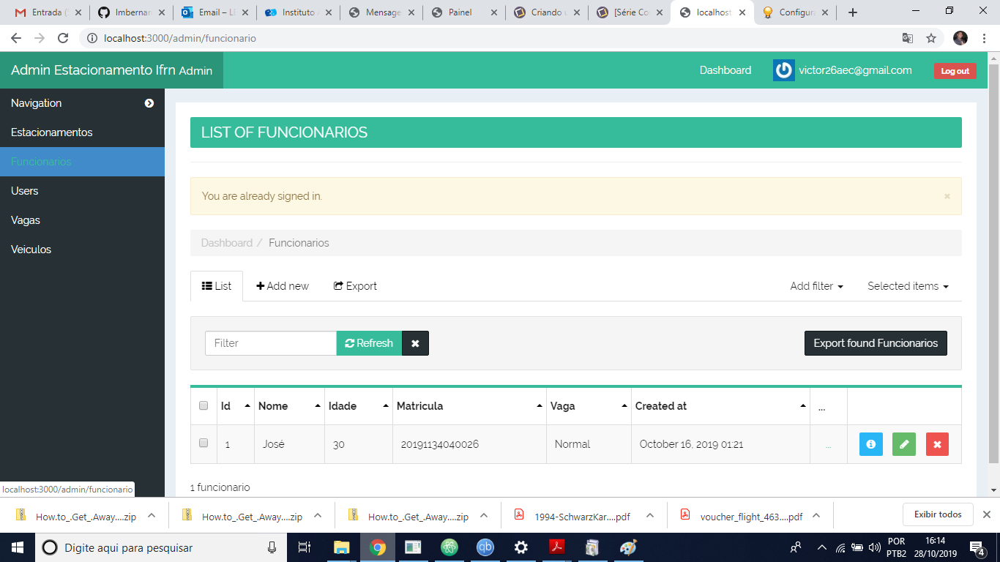 Entrada (
Imbernar
Email – Li
Instituto
Mensage
Painel
Criando u
[Série Co
localhost
Configura
localhost:3000/admin/funcionario
Admin Estacionamento Ifrn Admin
Dashboard
victor26aec@gmail.com
Log out
Navigation
Estacionamentos
Funcionarios
Users
Vagas
Veiculos
LIST OF FUNCIONARIOS
You are already signed in.
×
Dashboard / Funcionarios
List
Add new
Export
Add filter
Selected items
Filter
Refresh
Export found Funcionarios
Id Nome Idade Matricula Vaga Created at ...
1 José 30 20191134040026 Normal October 16, 2019 01:21 ...
1 funcionario
localhost:3000/admin/funcionario
How.to_.Get_.Away....zip
How.to_.Get_.Away....zip
How.to_.Get_.Away....zip
1994-SchwarzKar....pdf
voucher_flight_463....pdf
Exibir todos
Digite aqui para pesquisar
qb
POR
PTB2
16:14
28/10/2019
4